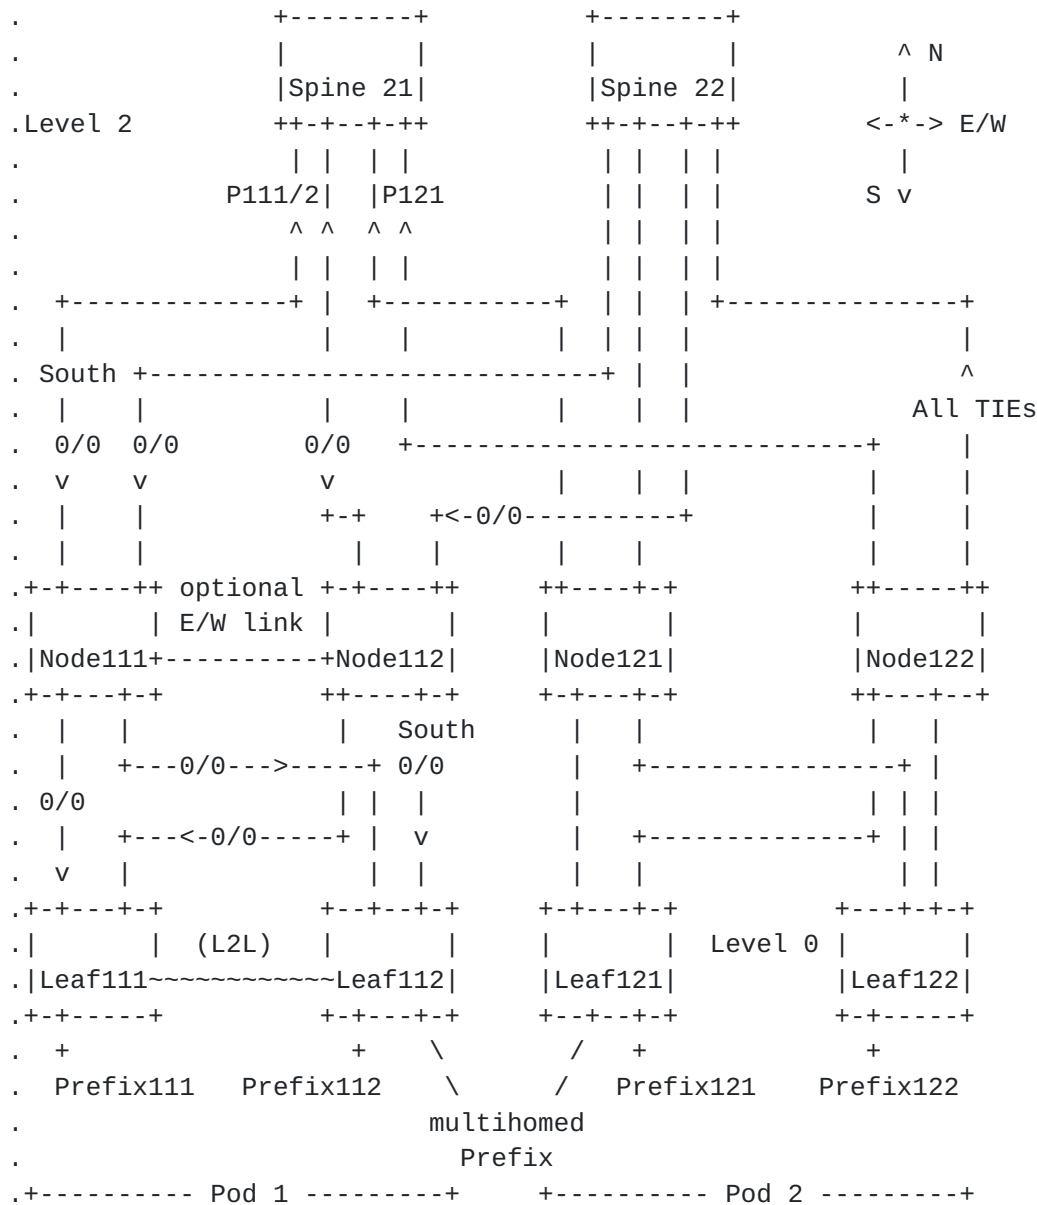 .                +--------+          +--------+
.                |        |          |        |          ^ N
.                |Spine 21|          |Spine 22|          |
.Level 2         ++-+--+-++          ++-+--+-++        <-*-> E/W
.                 | |  | |            | |  | |           |
.             P111/2|  |P121          | |  | |         S v
.                 ^ ^  ^ ^            | |  | |
.                 | |  | |            | |  | |
.  +--------------+ |  +-----------+  | |  | +---------------+
.  |                |    |         |  | |  |                 |
. South +-----------------------------+ |  |                 ^
.  |    |           |    |         |    |  |              All TIEs
.  0/0  0/0        0/0   +-----------------------------+     |
.  v    v           v              |    |  |           |     |
.  |    |           +-+    +<-0/0----------+           |     |
.  |    |             |    |       |    |              |     |
.+-+----++ optional +-+----++     ++----+-+           ++-----++
.|       | E/W link |       |     |       |           |       |
.|Node111+----------+Node112|     |Node121|           |Node122|
.+-+---+-+          ++----+-+     +-+---+-+           ++---+--+
.  |   |             |   South      |   |              |   |
.  |   +---0/0--->-----+ 0/0        |   +----------------+ |
. 0/0                | |  |         |                  | | |
.  |   +---<-0/0-----+ |  v         |   +--------------+ | |
.  v   |               |  |         |   |                | |
.+-+---+-+          +--+--+-+     +-+---+-+          +---+-+-+
.|       |  (L2L)   |       |     |       |  Level 0 |       |
.|Leaf111~~~~~~~~~~~~Leaf112|     |Leaf121|          |Leaf122|
.+-+-----+          +-+---+-+     +--+--+-+          +-+-----+
.  +                  +    \        /   +              +
.  Prefix111   Prefix112    \      /   Prefix121    Prefix122
.                          multihomed
.                            Prefix
.+---------- Pod 1 ---------+     +---------- Pod 2 ---------+